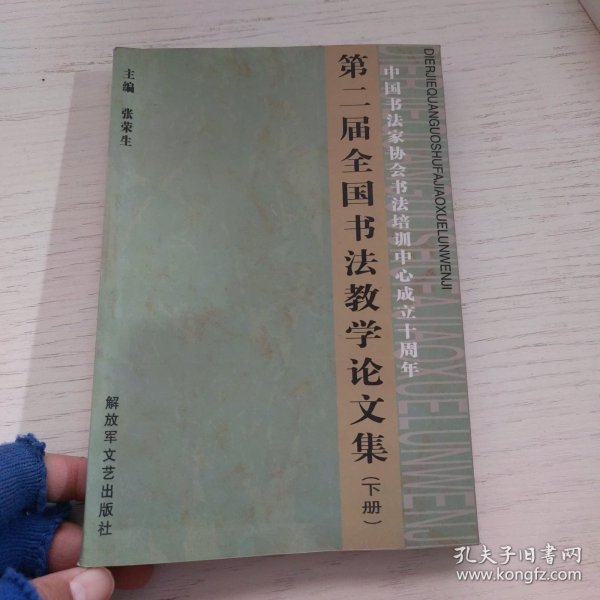 DIERJIEQUANGUOSHUFAJIAOXUELUNWENJI
中国书法家协会书法培训中心成立十周年
第二届全国书法教学论文集(下册)
主编 张荣生
解放军文艺出版社
孔夫子旧书网
www.kongfz.com